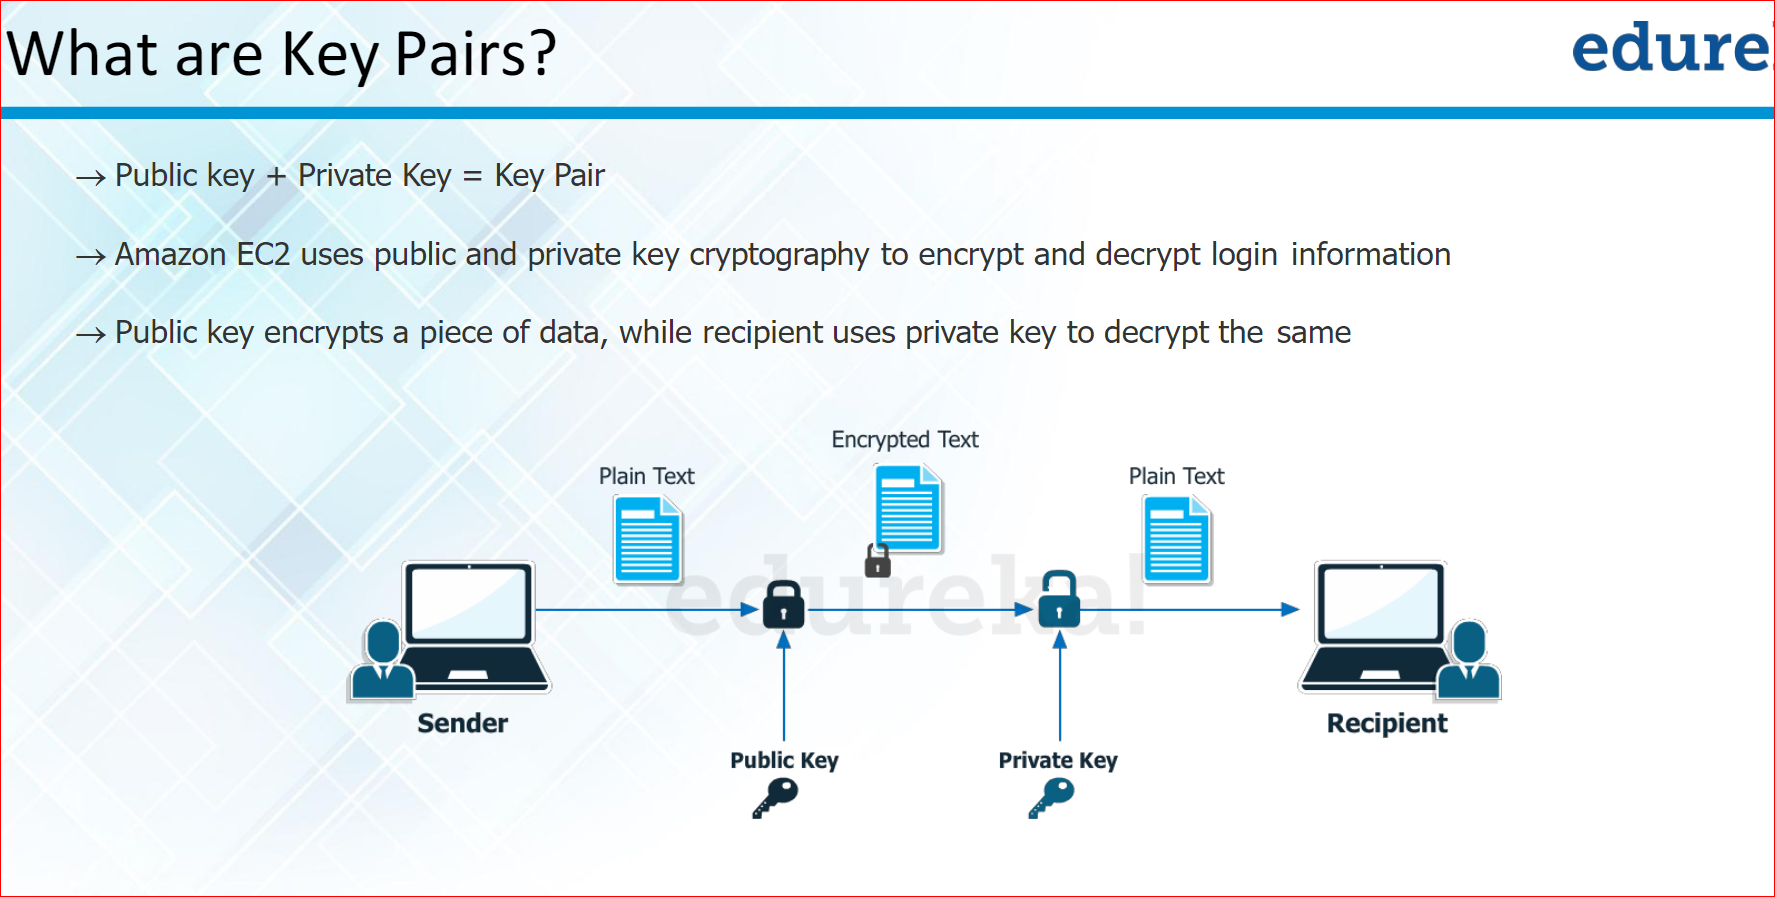 What are Key Pairs?
edure
→ Public key + Private Key = Key Pair
→ Amazon EC2 uses public and private key cryptography to encrypt and decrypt login information
→ Public key encrypts a piece of data, while recipient uses private key to decrypt the same
Encrypted Text
Plain Text
Plain Text
edureka!
Sender
Recipient
Public Key
Private Key